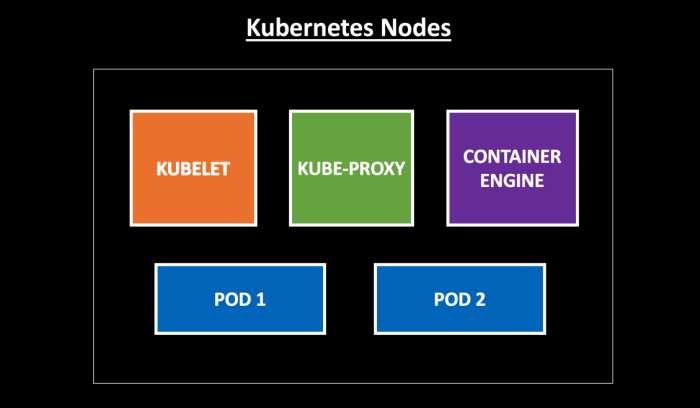 Kubernetes Nodes
KUBELET
KUBE-PROXY
CONTAINER
ENGINE
POD 1
POD 2